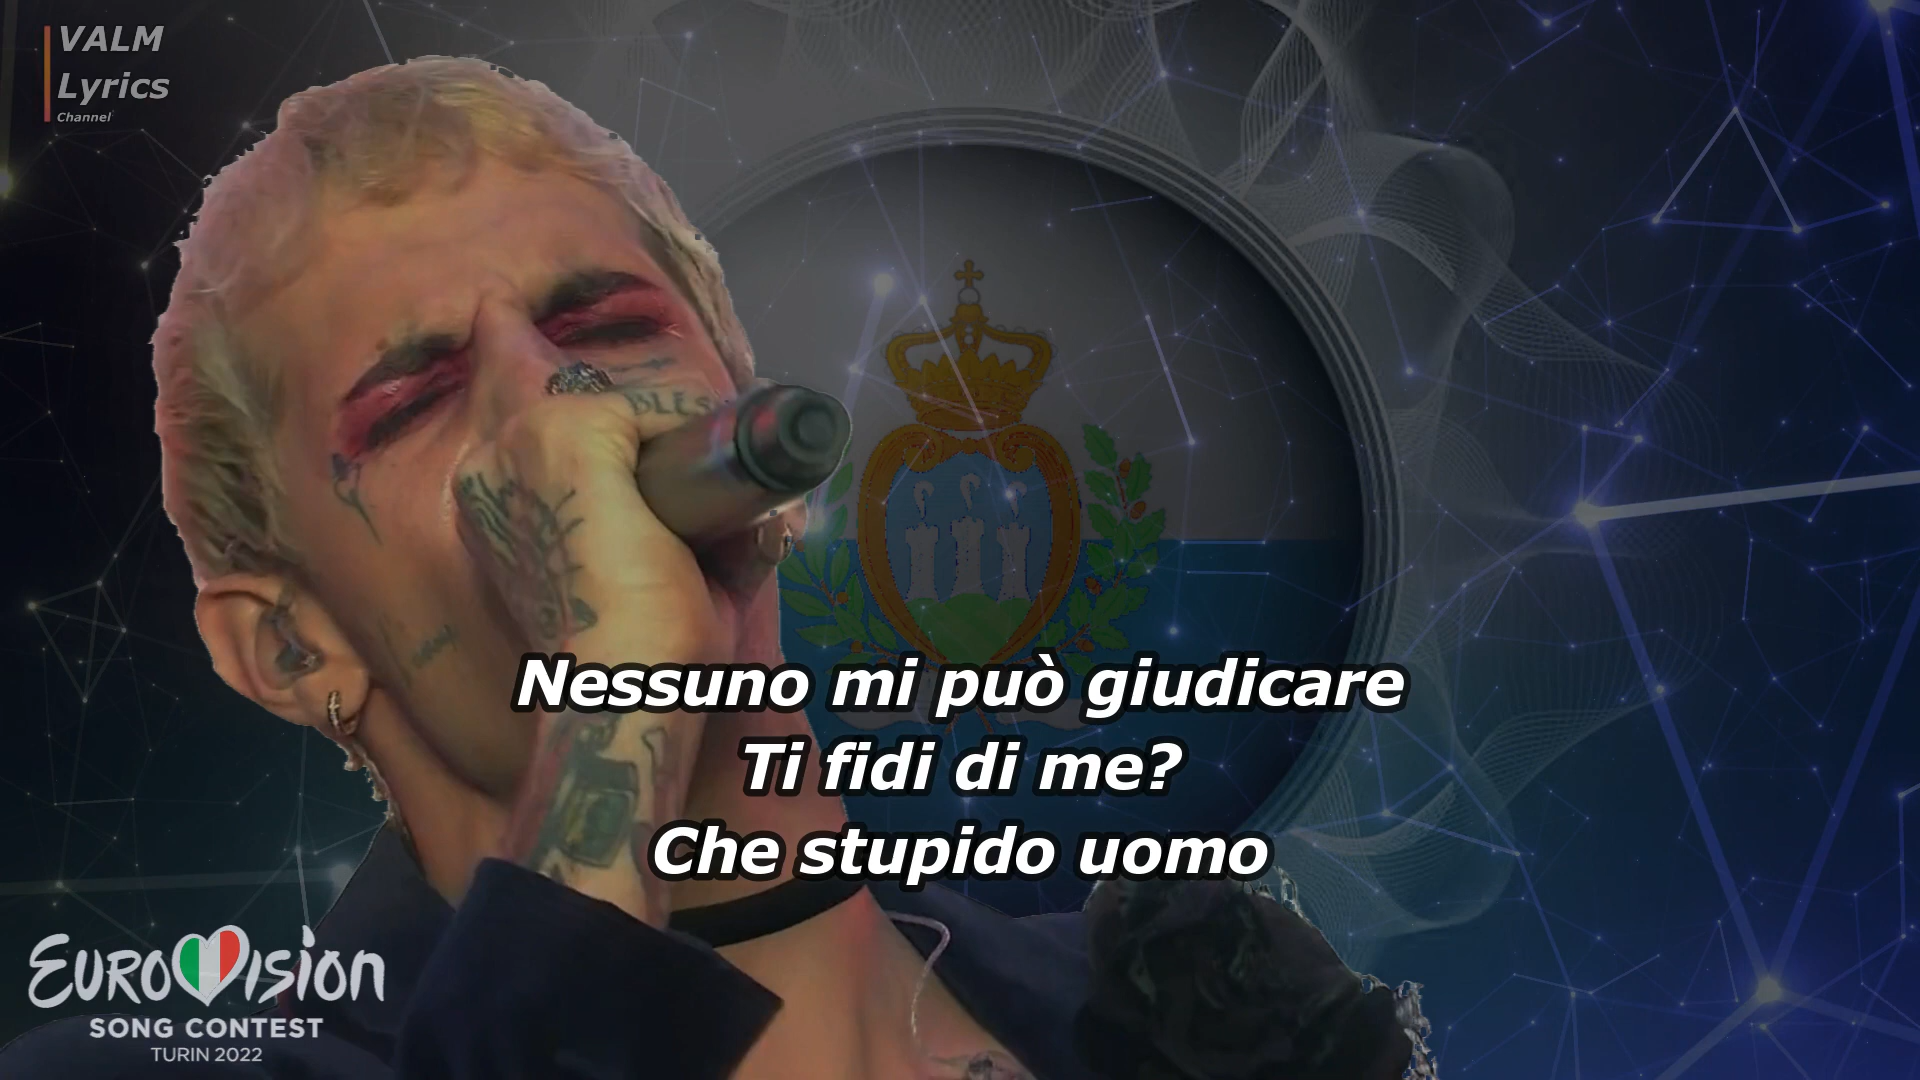 VALM
Lyrics
Channel
BLES
Nessuno mi può giudicare
Ti fidi di me?
Che stupido uomo
EUROVISION
SONG CONTEST
TURIN 2022